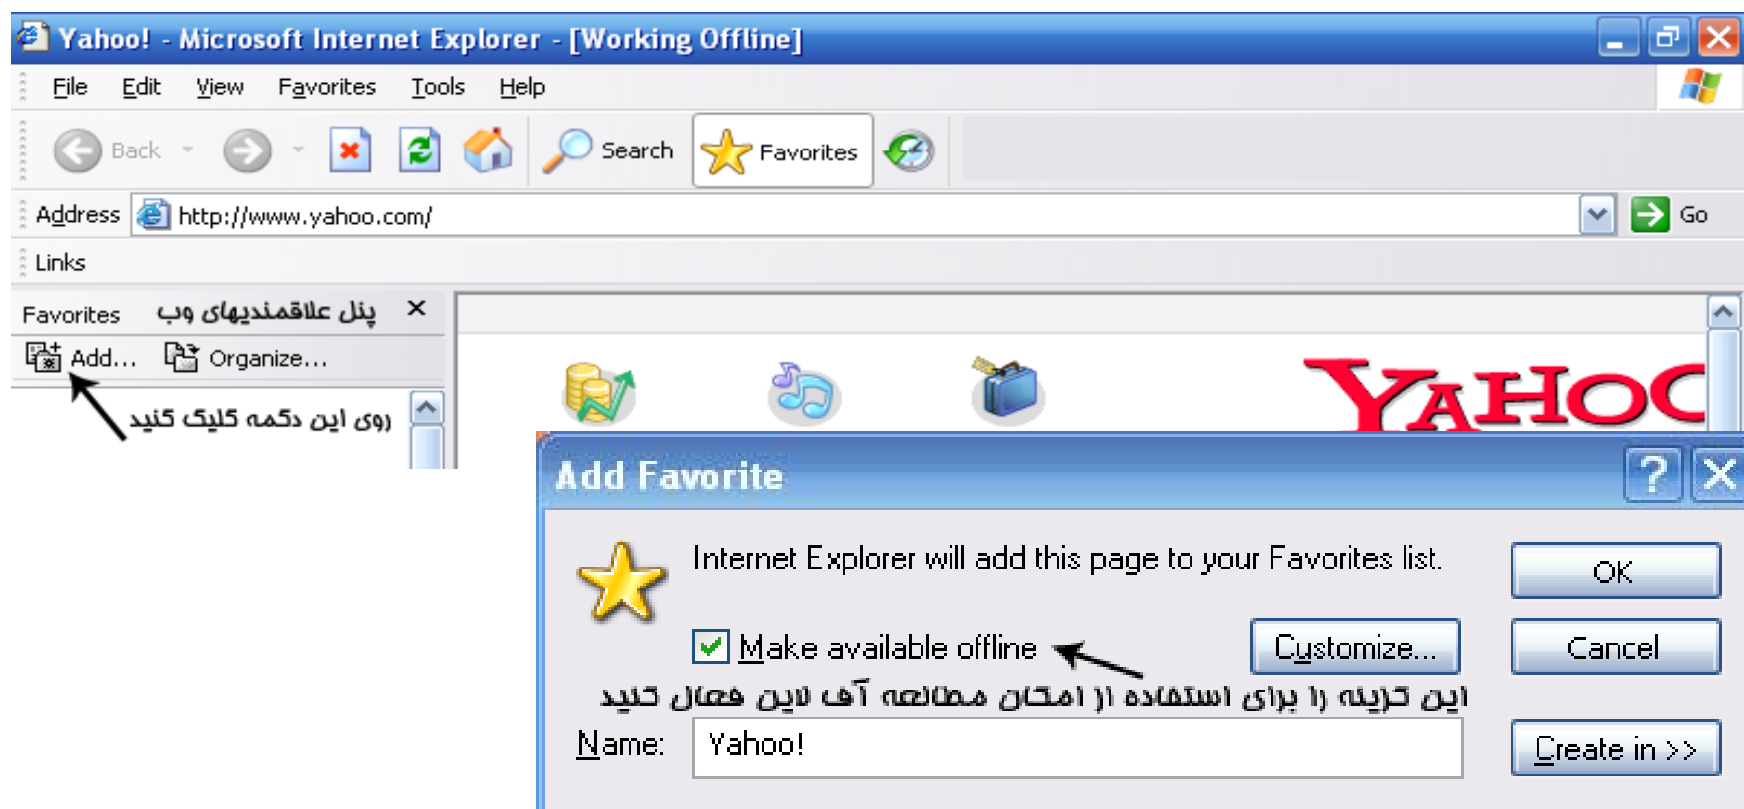 Yahoo! - Microsoft Internet Explorer - [Working Offline]
File Edit View Favorites Tools Help
Back Search Favorites
Address http://www.yahoo.com/ Go
Links
Favorites پنل علاقمندیهای وب
Add... Organize...
روی این دکمه کلیک کنید
YAHOO
Add Favorite
Internet Explorer will add this page to your Favorites list.
OK
Make available offline
Customize...
Cancel
این گزینه را برای استفاده از امکان مطالعه آف لاین فعال کنید
Name: Yahoo!
Create in >>